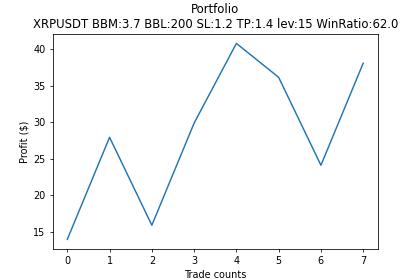 Portfolio
XRPUSDT BBM:3.7 BBL:200 SL:1.2 TP:1.4 lev:15 WinRatio:62.0
40
35
30
25
20
15
Profit ($)
0 1 2 3 4 5 6 7
Trade counts